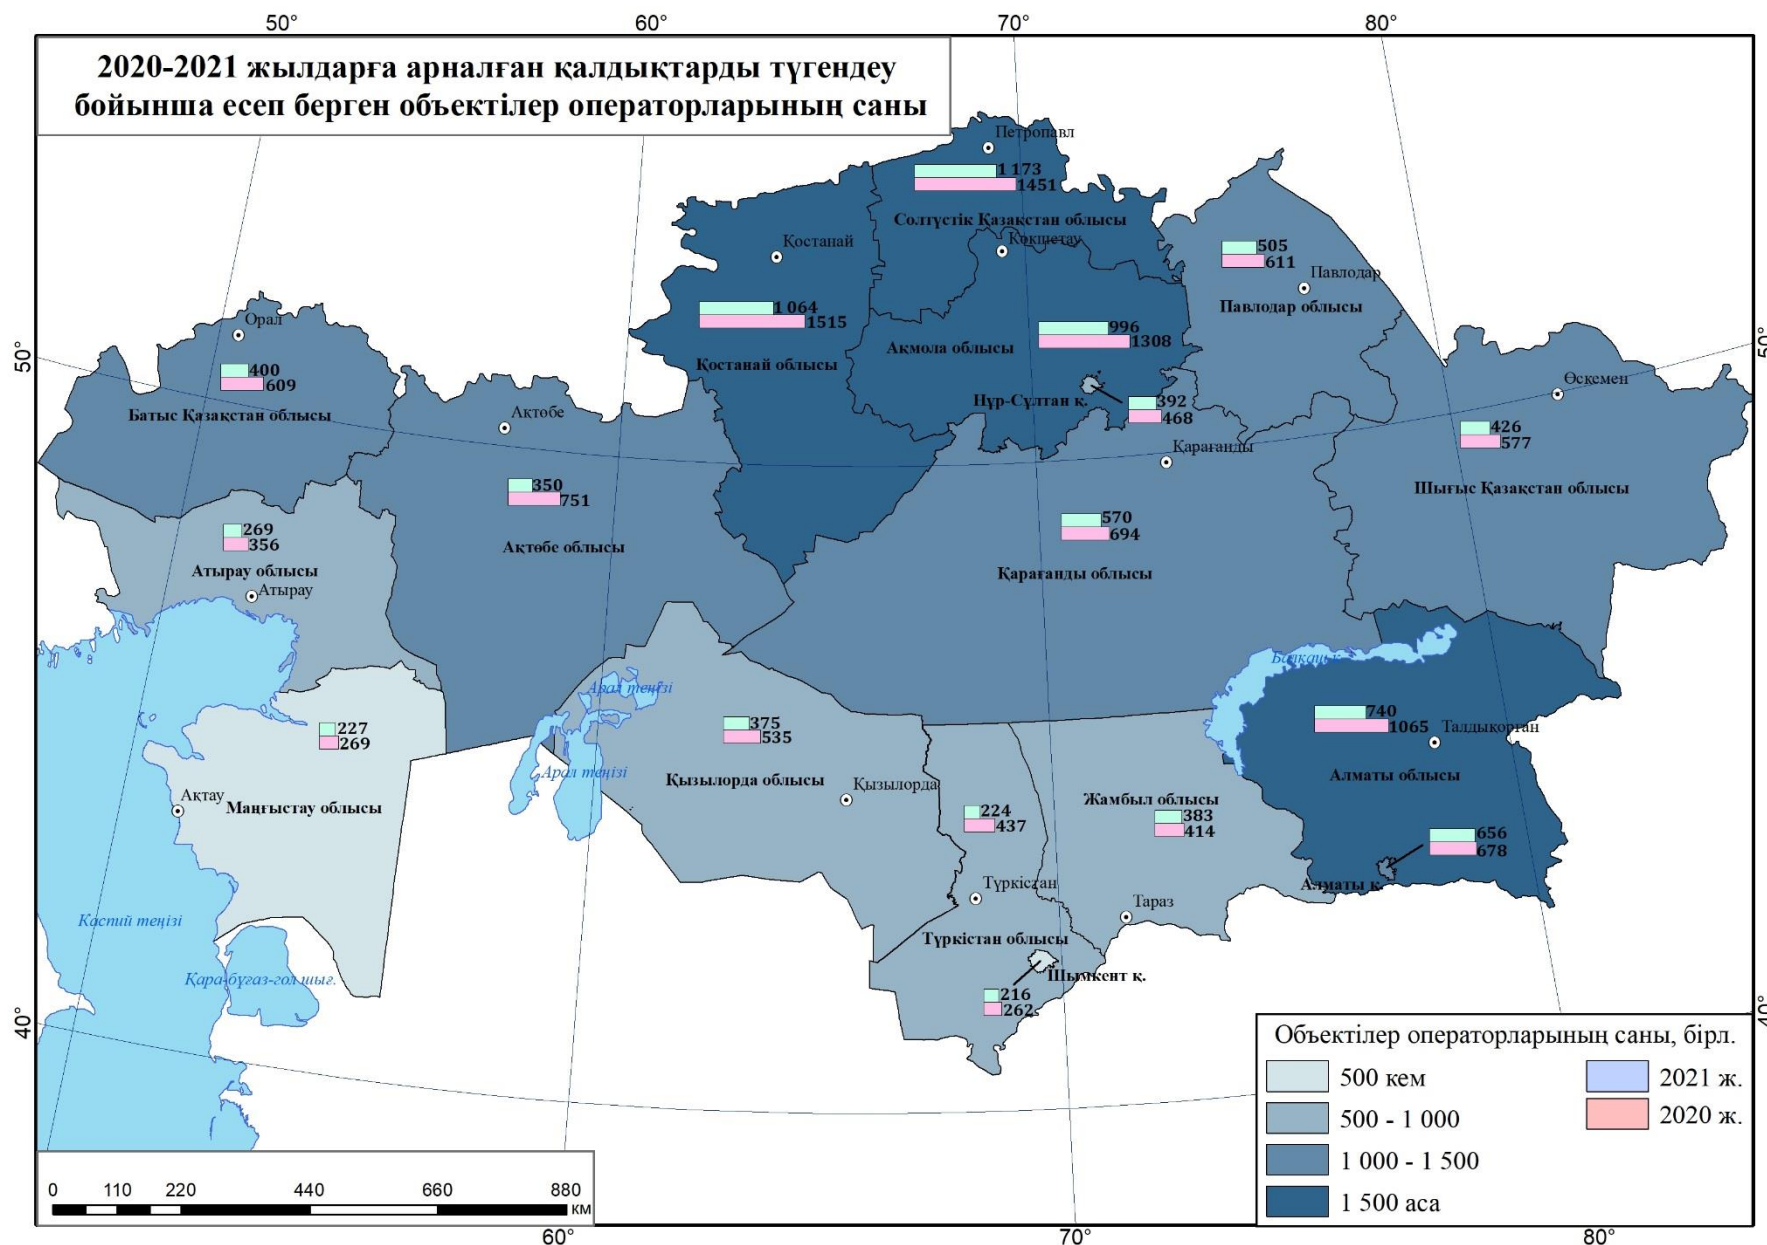 50°
60°
70°
80°
2020-2021 жылдарға арналған қалдықтарды түгендеу
бойынша есеп берген объектілер операторларының саны
Петропавл
1 173
1451
Солтүстік Қазақстан облысы
Қостанай
Көкшетау
505
611
Павлодар
Павлодар облысы
1 064
1515
Қостанай облысы
996
1308
Ақмола облысы
Нұр-Сұлтан қ.
392
468
Орал
400
609
Батыс Қазақстан облысы
50°
50°
Ақтөбе
350
751
Ақтөбе облысы
Өскемен
426
577
Шығыс Қазақстан облысы
Қарағанды
570
694
Қарағанды облысы
269
356
Атырау облысы
Атырау
Балқаш к.
Арал теңізі
Арал теңізі
227
269
Маңғыстау облысы
Ақтау
375
535
Қызылорда облысы
Қызылорда
740
1065
Талдықорған
Алматы облысы
224
437
Түркістан
Түркістан облысы
Жамбыл облысы
383
414
Тараз
656
678
Алматы қ.
Шымкент қ.
216
262
Каспий теңізі
Қара-бұғаз-гол шығ.
40°
40°
Объектілер операторларының саны, бірл.
500 кем
500 - 1 000
1 000 - 1 500
1 500 аса
2021 ж.
2020 ж.
0 110 220 440 660 880
км
60°
70°
80°